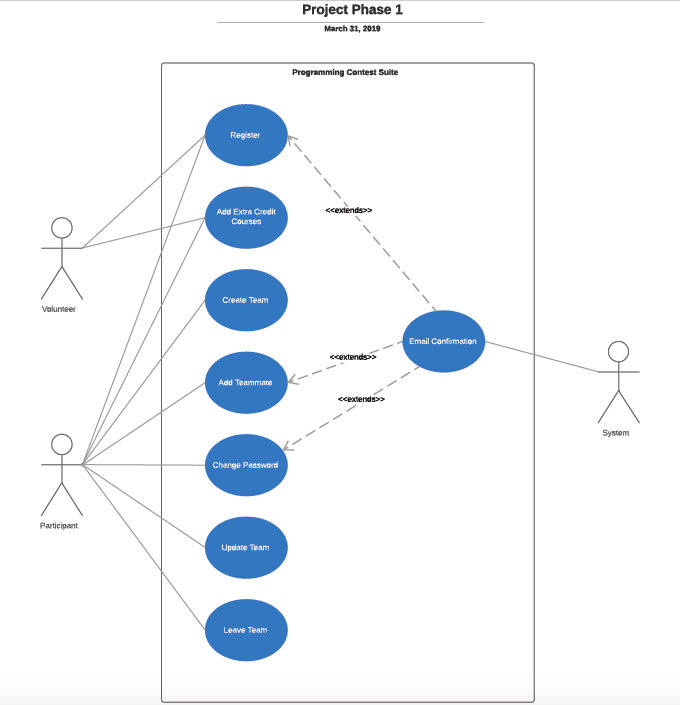 Project Phase 1
March 31, 2019
Programming Contest Suite
Register
<<extends>>
Add Extra Credit
Courses
Volunteer
Create Team
Email Confirmation
<<extends>>
Add Teammate
<<extends>>
System
Change Password
Participant
Update Team
Leave Team